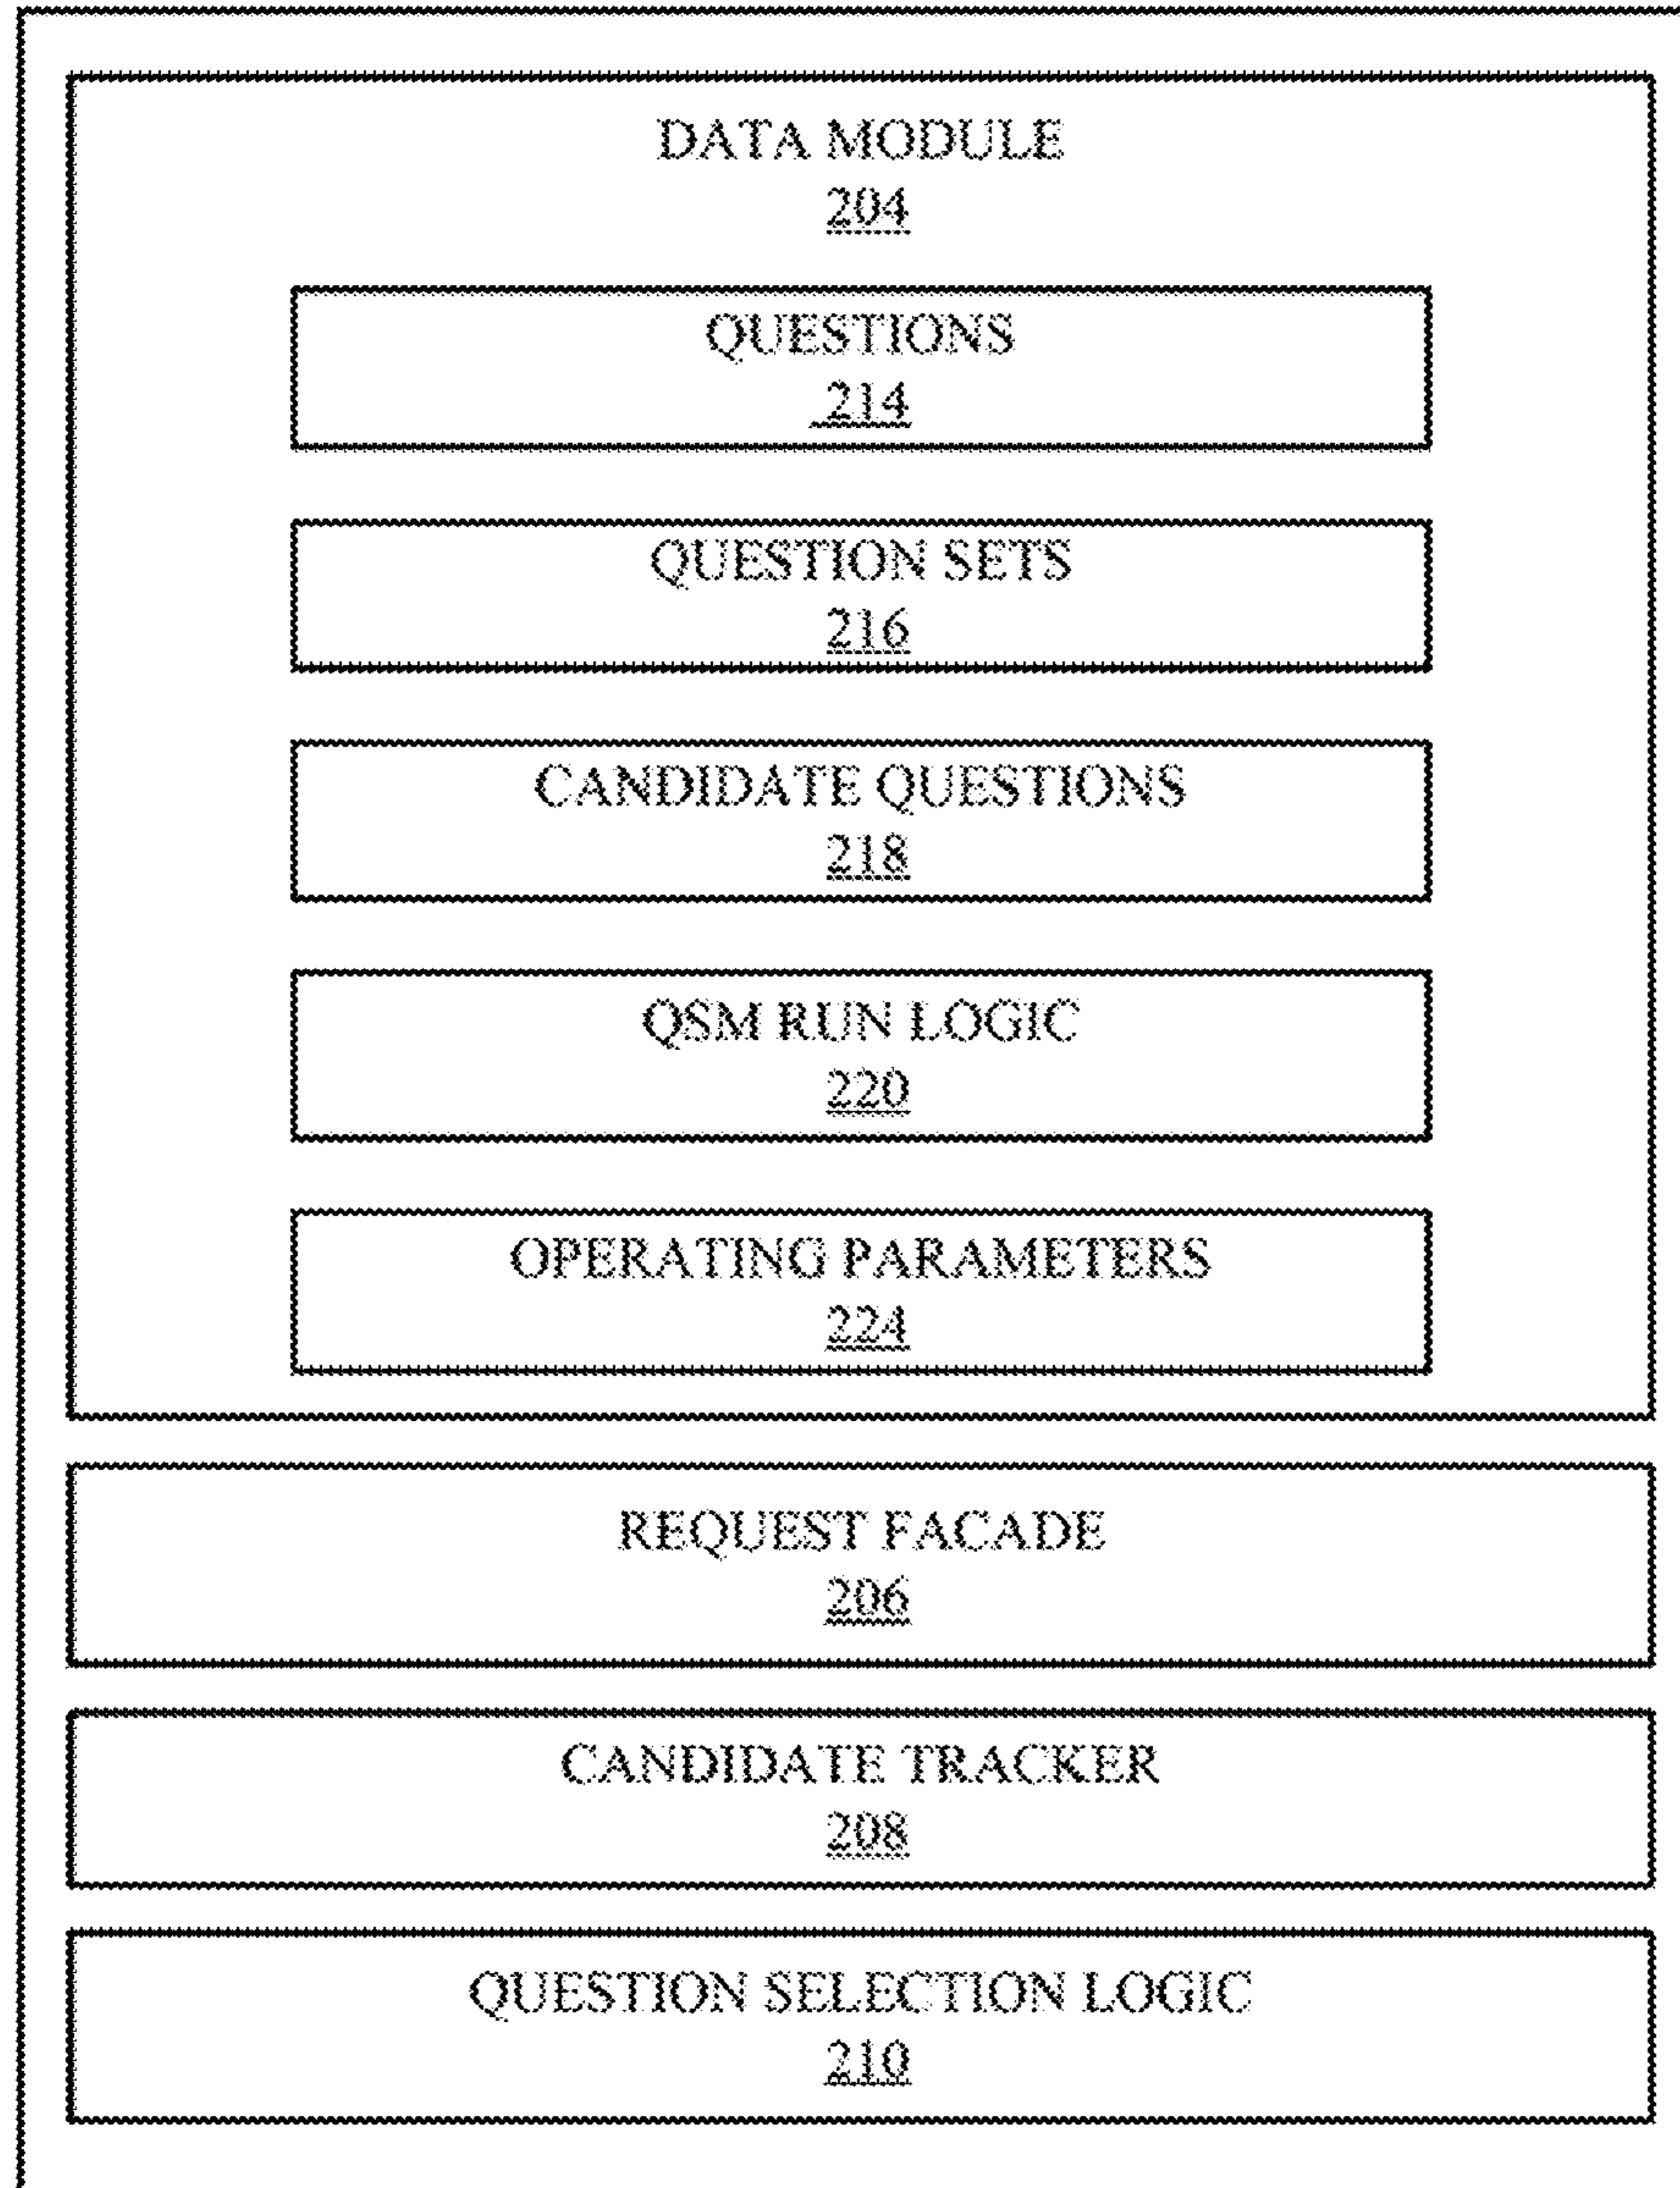 DATA MODULE
204
QUESTIONS
214
QUESTION SETS
216
CANDIDATE QUESTIONS
218
QSM RUN LOGIC
220
OPERATING PARAMETERS
224
REQUEST FACADE
206
CANDIDATE TRACKER
208
QUESTION SELECTION LOGIC
210